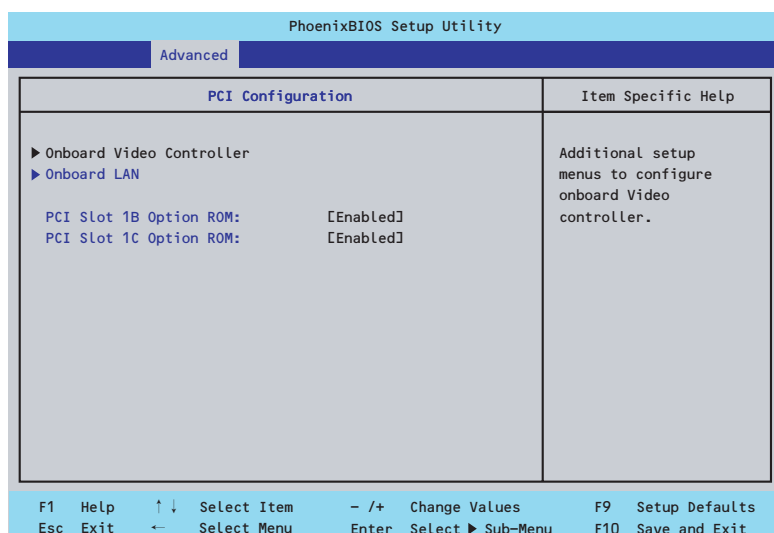 PhoenixBIOS Setup Utility
Advanced
PCI Configuration
Item Specific Help
▶ Onboard Video Controller
▶ Onboard LAN
PCI Slot 1B Option ROM: [Enabled]
PCI Slot 1C Option ROM: [Enabled]
Additional setup
menus to configure
onboard Video
controller.
F1 Help ↑↓ Select Item - /+ Change Values F9 Setup Defaults
Esc Exit ← Select Menu Enter Select ▶ Sub-Menu F10 Save and Exit